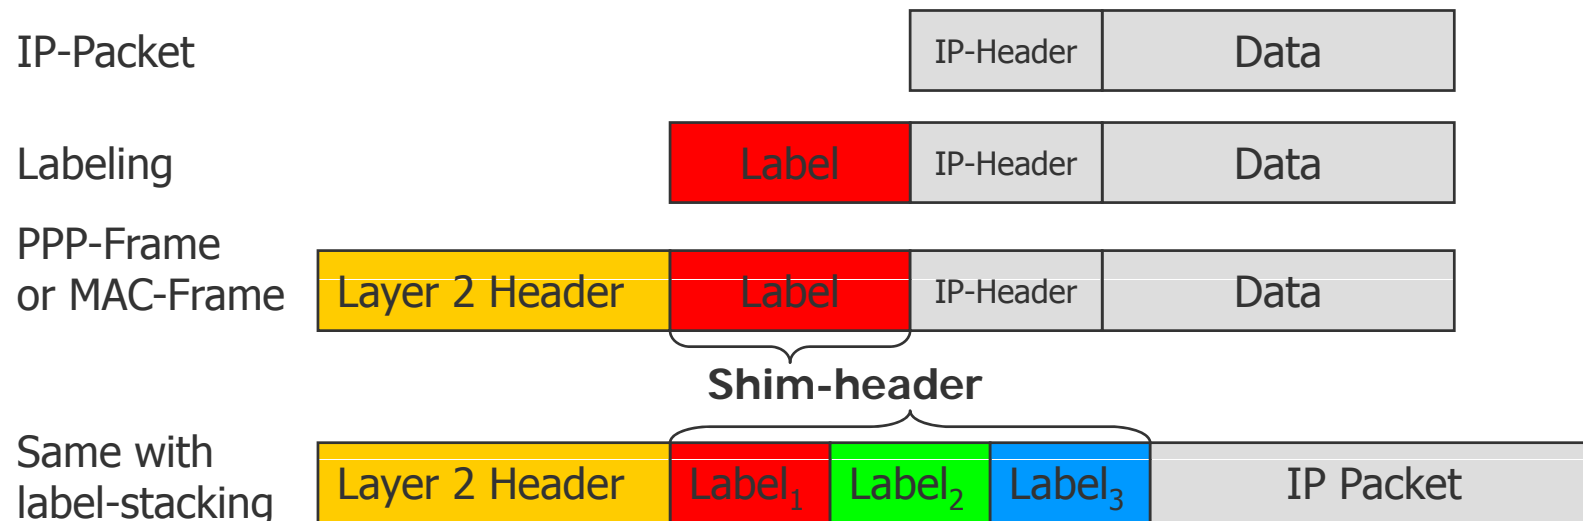 IP-Packet IP-Header Data
Labeling Label IP-Header Data
PPP-Frame
or MAC-Frame Layer 2 Header Label IP-Header Data
Shim-header
Same with
label-stacking Layer 2 Header Label₁ Label₂ Label₃ IP Packet